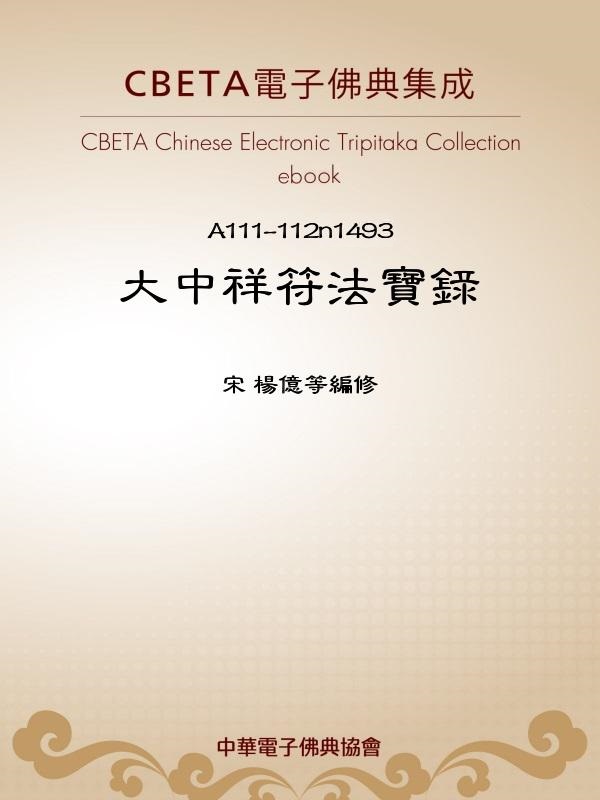 CBETA電子佛典集成
CBETA Chinese Electronic Tripitaka Collection
ebook
A111-112n1493
大中祥符法寶錄
宋 楊億等編修
中華電子佛典協會